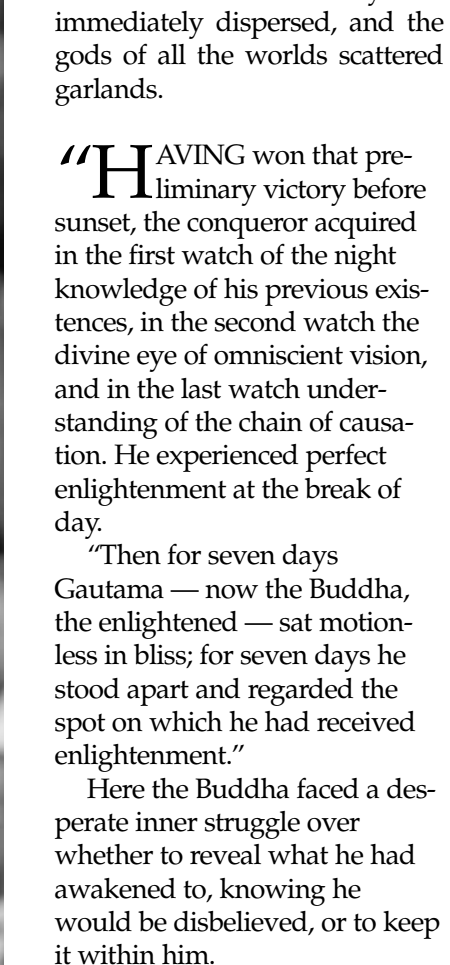 immediately dispersed, and the
gods of all the worlds scattered
garlands.
“HAVING won that pre-
liminary victory before
sunset, the conqueror acquired
in the first watch of the night
knowledge of his previous exis-
tences, in the second watch the
divine eye of omniscient vision,
and in the last watch under-
standing of the chain of causa-
tion. He experienced perfect
enlightenment at the break of
day.
“Then for seven days
Gautama — now the Buddha,
the enlightened — sat motion-
less in bliss; for seven days he
stood apart and regarded the
spot on which he had received
enlightenment.”
Here the Buddha faced a des-
perate inner struggle over
whether to reveal what he had
awakened to, knowing he
would be disbelieved, or to keep
it within him.